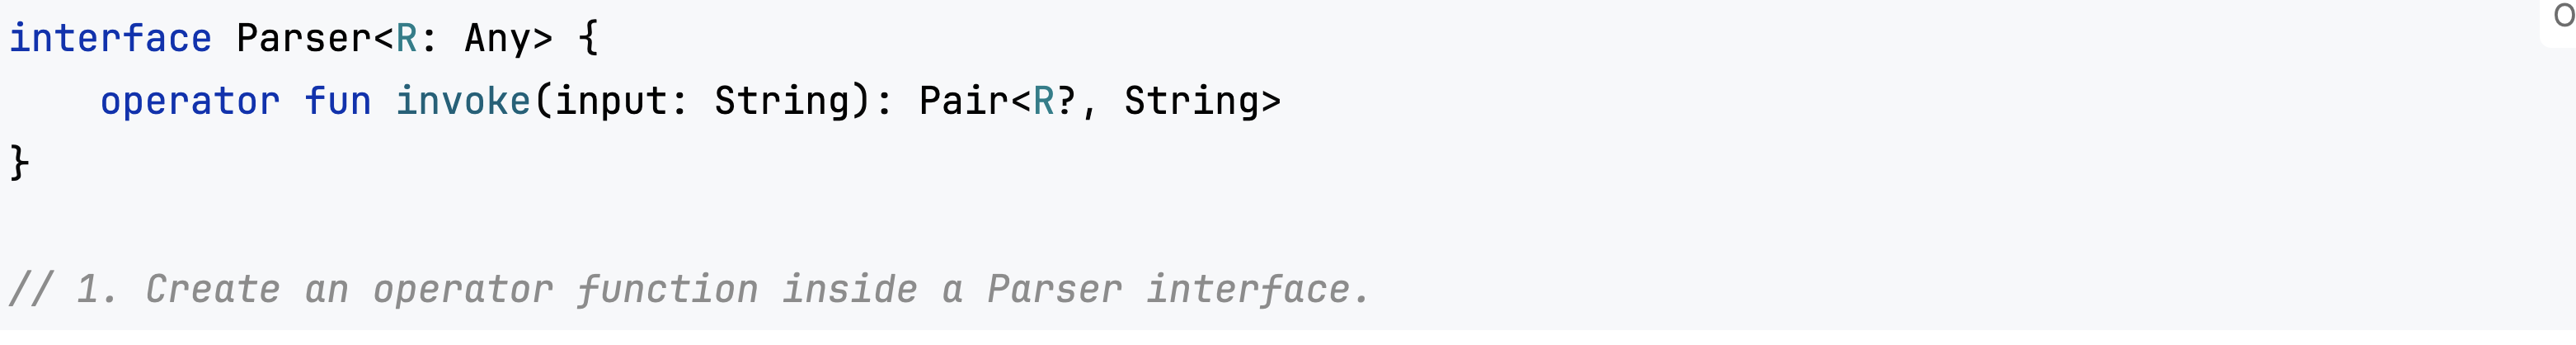 interface Parser<R: Any> {
    operator fun invoke(input: String): Pair<R?, String>
}
// 1. Create an operator function inside a Parser interface.